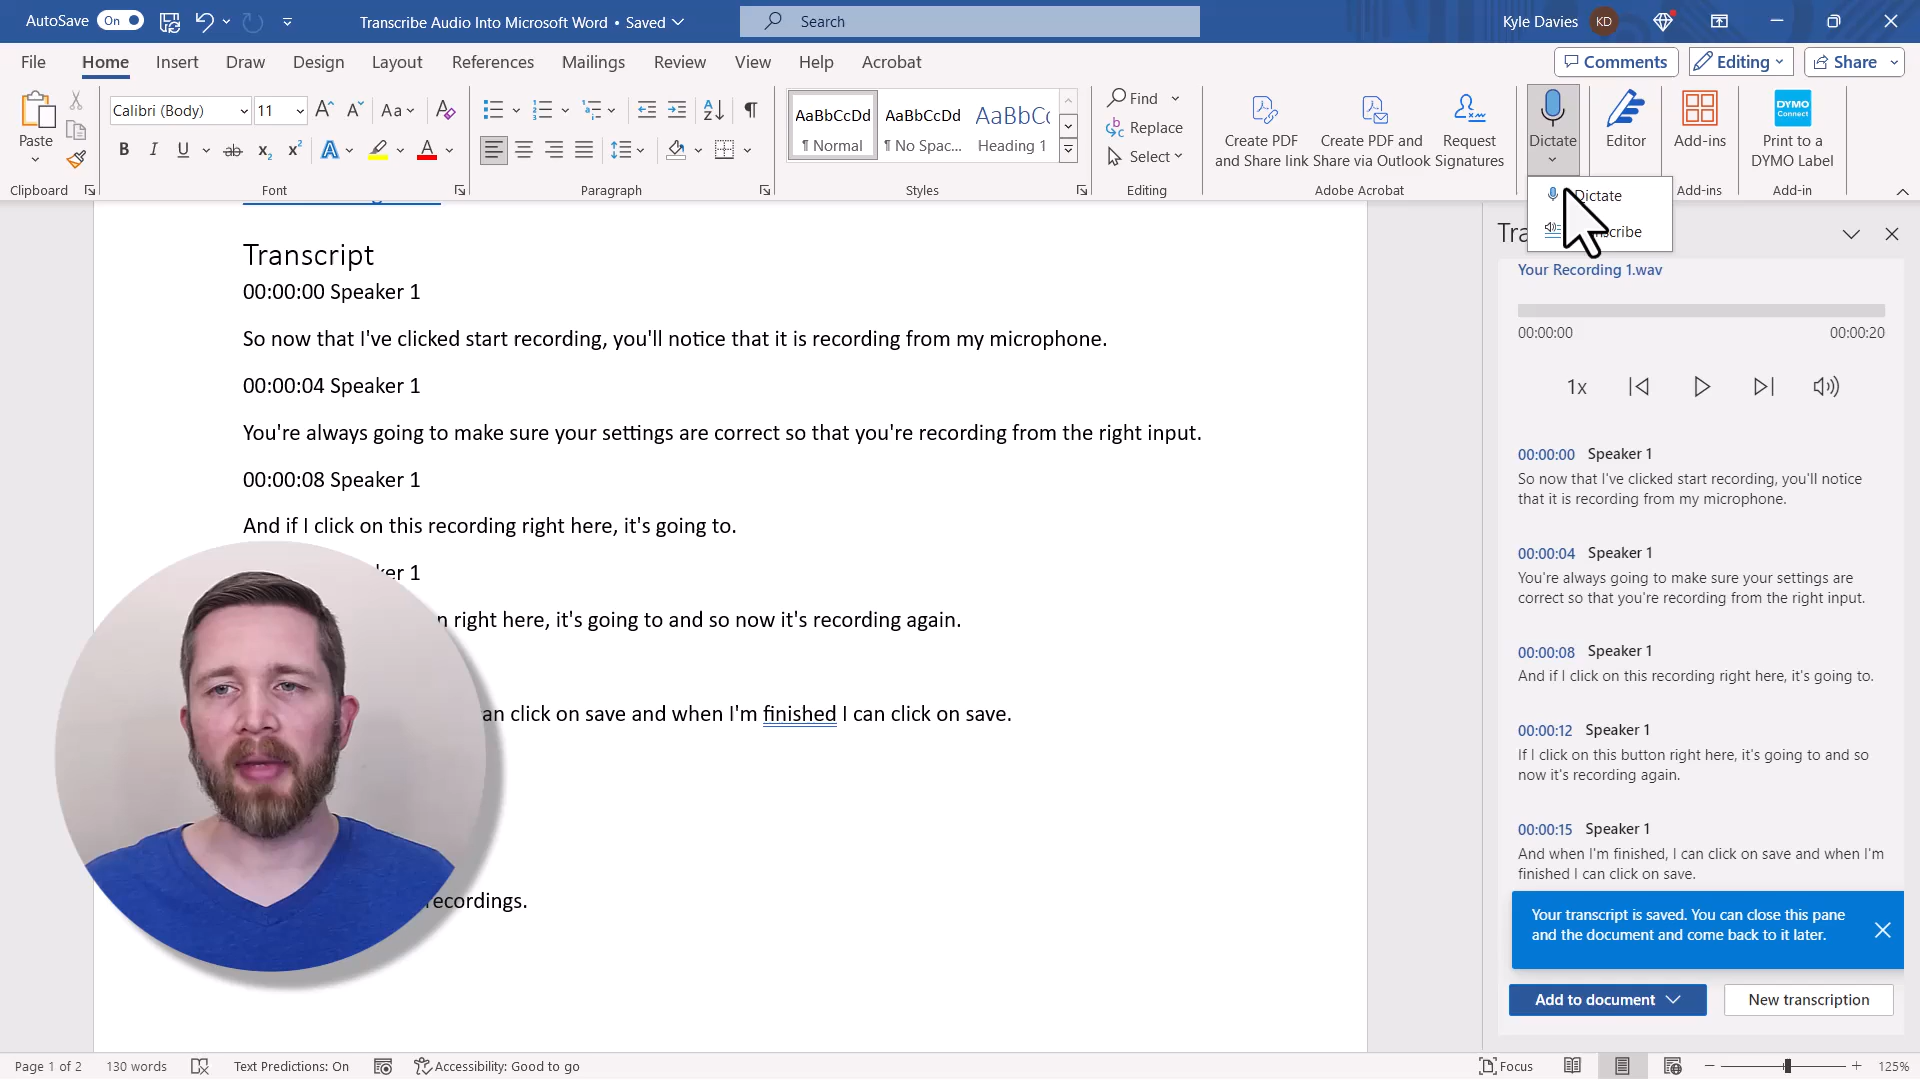 AutoSave On Transcribe Audio Into Microsoft Word • Saved Search Kyle Davies KD
File Home Insert Draw Design Layout References Mailings Review View Help Acrobat Comments Editing Share
Paste
Calibri (Body) 11 Aa
Clipboard Font
Paragraph
AaBbCcDd AaBbCcDd AaBbCc
¶ Normal ¶ No Spac... Heading 1
Styles
Find
Replace
Select
Editing
Create PDF and Share link
Create PDF and Share via Outlook
Request Signatures
Adobe Acrobat
Dictate
Editor
Add-ins
Add-ins
DYMO Connect
Print to a DYMO Label
Add-in
Dictate
scribe
Transcript
00:00:00 Speaker 1
So now that I've clicked start recording, you'll notice that it is recording from my microphone.
00:00:04 Speaker 1
You're always going to make sure your settings are correct so that you're recording from the right input.
00:00:08 Speaker 1
And if I click on this recording right here, it's going to.
er 1
right here, it's going to and so now it's recording again.
an click on save and when I'm finished I can click on save.
recordings.
Tra
Your Recording 1.wav
00:00:00 00:00:20
1x
00:00:00 Speaker 1
So now that I've clicked start recording, you'll notice
that it is recording from my microphone.
00:00:04 Speaker 1
You're always going to make sure your settings are
correct so that you're recording from the right input.
00:00:08 Speaker 1
And if I click on this recording right here, it's going to.
00:00:12 Speaker 1
If I click on this button right here, it's going to and so
now it's recording again.
00:00:15 Speaker 1
And when I'm finished, I can click on save and when I'm
finished I can click on save.
Your transcript is saved. You can close this pane
and the document and come back to it later.
Add to document New transcription
Page 1 of 2 130 words Text Predictions: On Accessibility: Good to go Focus 125%